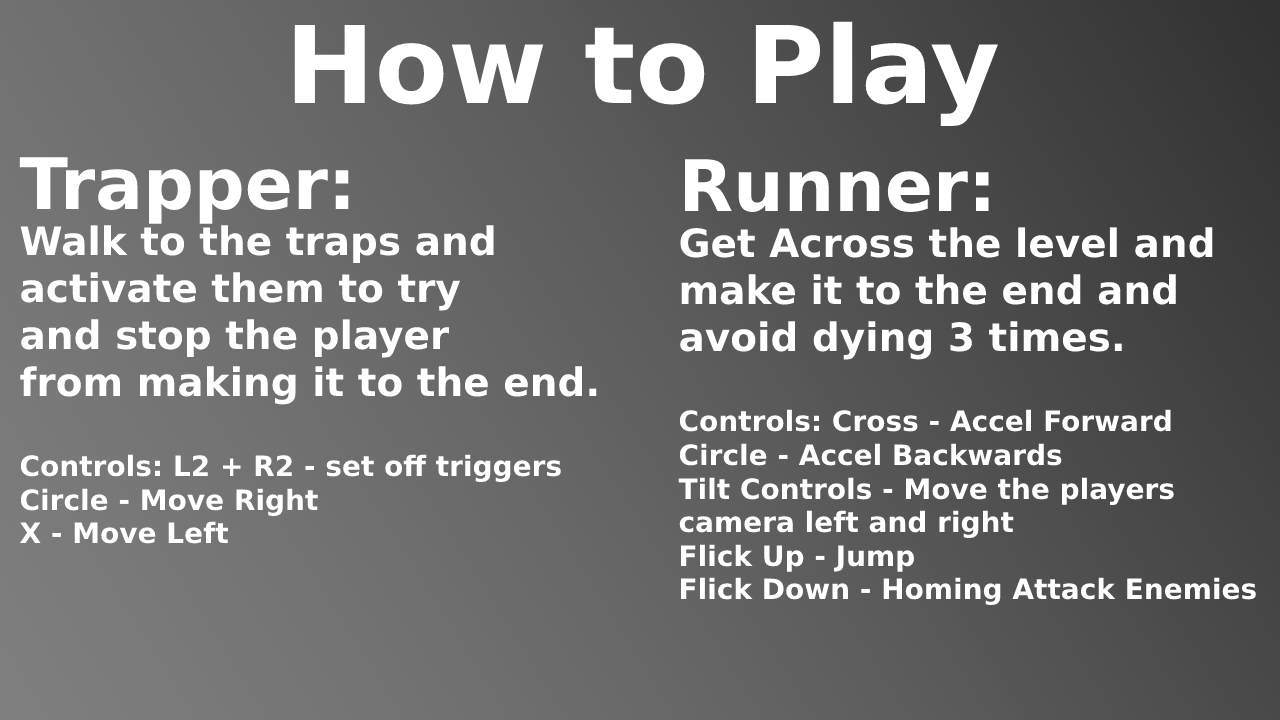 How to Play
Trapper:
Walk to the traps and
activate them to try
and stop the player
from making it to the end.
Controls: L2 + R2 - set off triggers
Circle - Move Right
X - Move Left
Runner:
Get Across the level and
make it to the end and
avoid dying 3 times.
Controls: Cross - Accel Forward
Circle - Accel Backwards
Tilt Controls - Move the players
camera left and right
Flick Up - Jump
Flick Down - Homing Attack Enemies